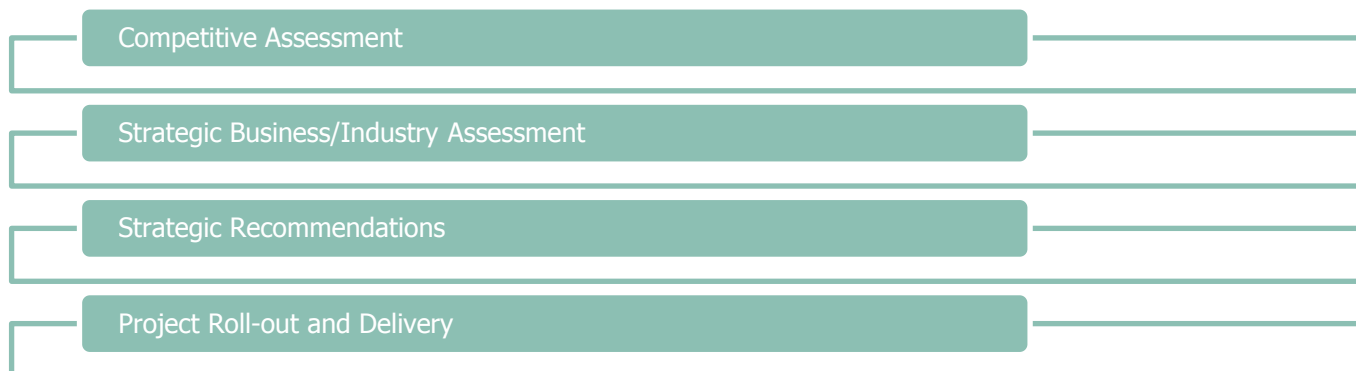 Competitive Assessment
Strategic Business/Industry Assessment
Strategic Recommendations
Project Roll-out and Delivery